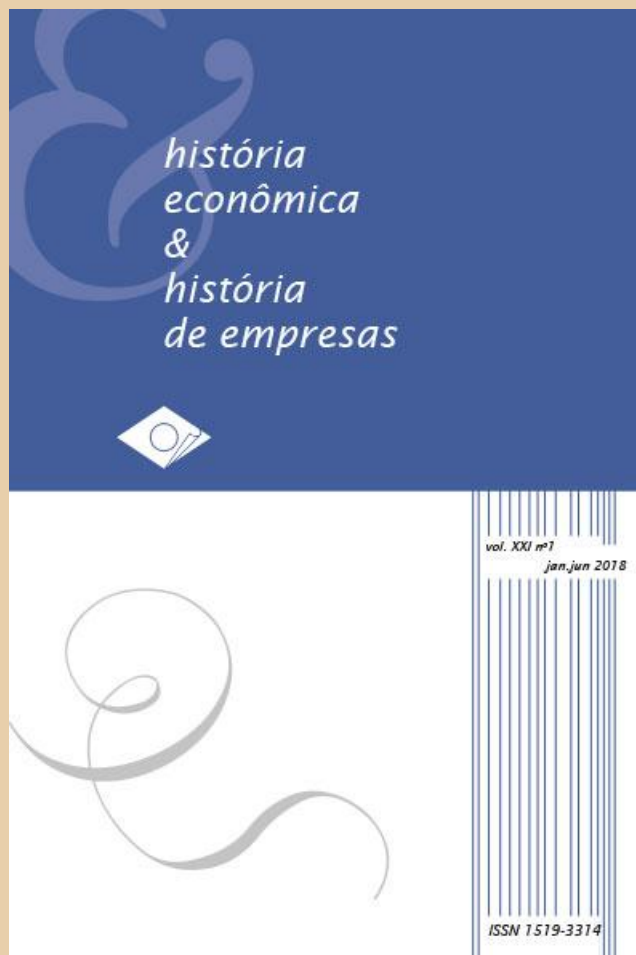 história
econômica
&
história
de empresas
vol. XXI nº1
jan.jun 2018
ISSN 1519-3314